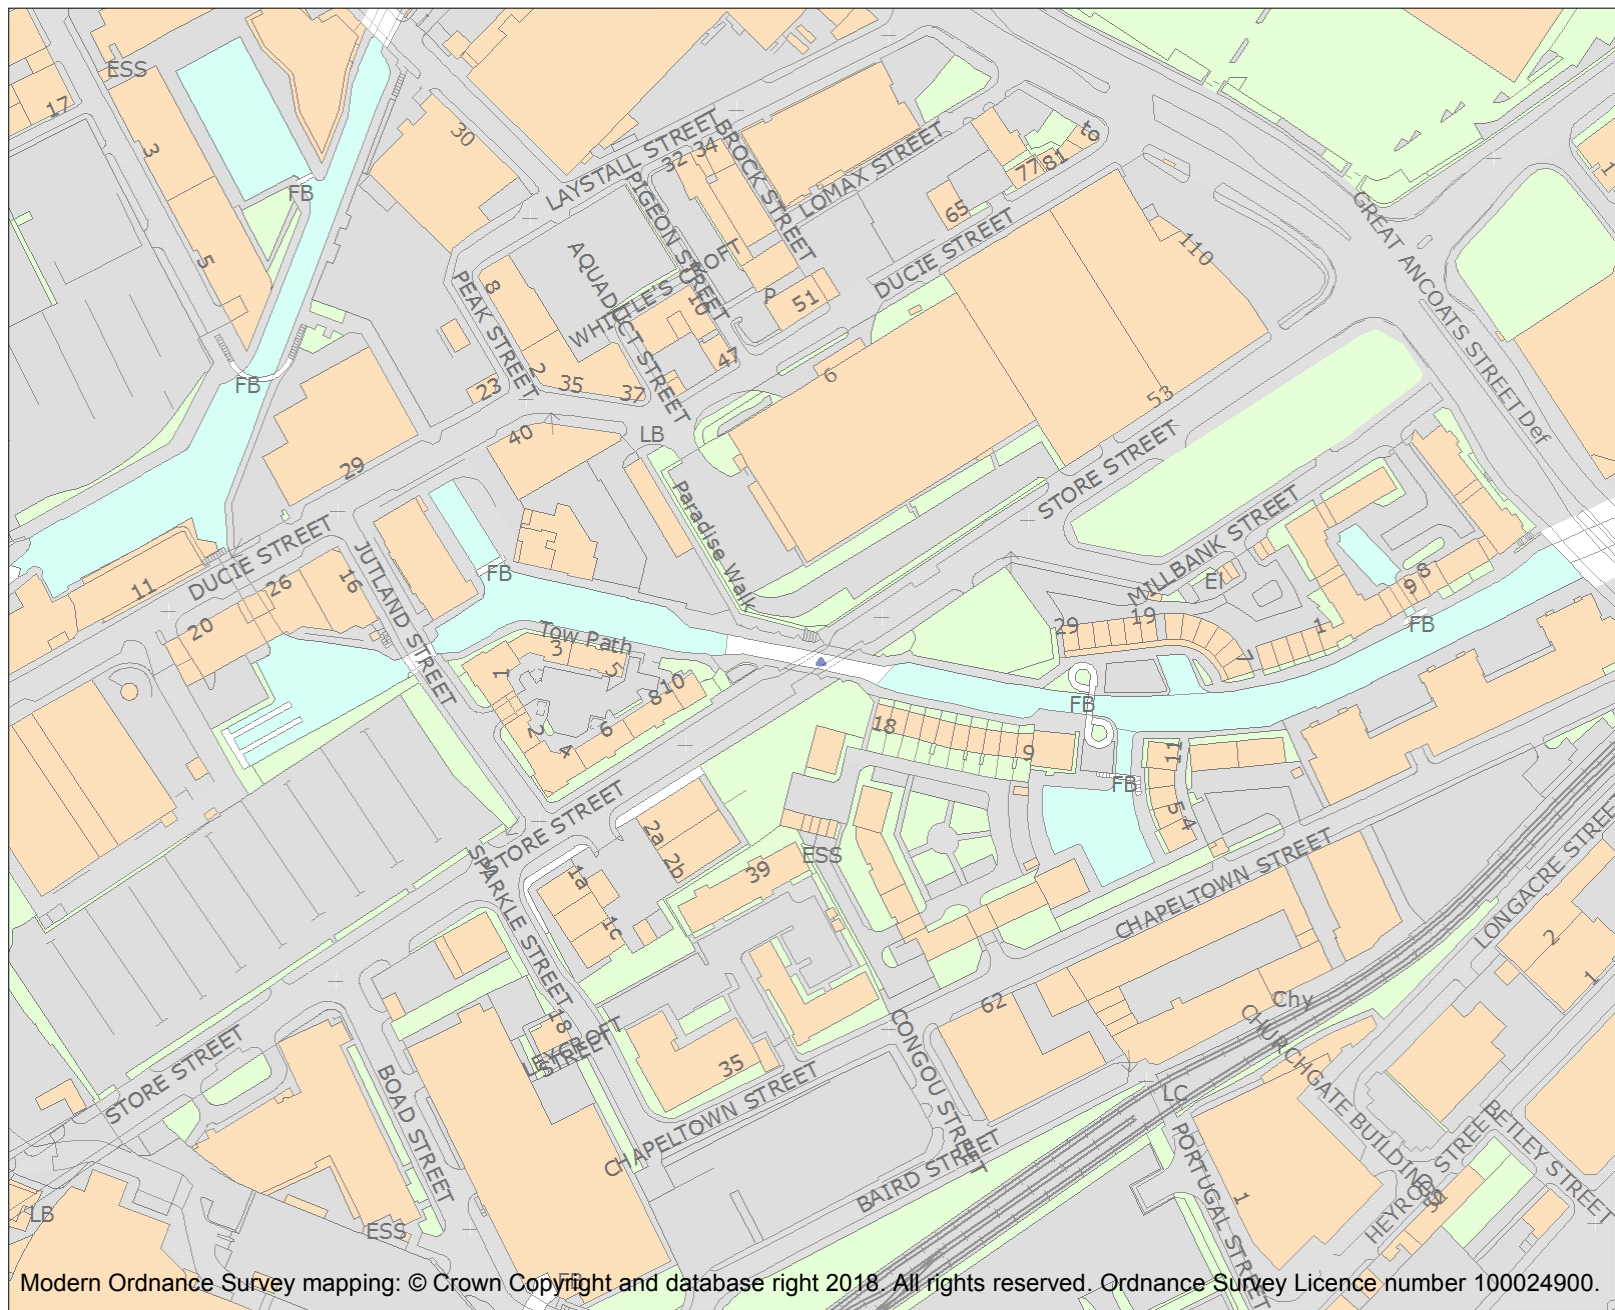 ESS
17
3
30
FB
5
LAYSTALL STREET
32
34
BROCK STREET
LOMAX STREET
to
77
81
65
DUCIE STREET
110
GREAT ANCOATS STREET
Def
PIGEON STREET
AQUADUCT STREET
WHITTLE'S CROFT
PEAK STREET
8
2
10
P
51
47
35
37
23
FB
6
53
40
LB
29
STORE STREET
Paradise Walk
DUCIE STREET
11
26
16
20
JUTLAND STREET
FB
MILLBANK STREET
El
9
8
FB
29
19
1
7
Tow Path
3
5
1
10
8
6
2
4
FB
18
9
11
FB
5
4
STORE STREET
2a
2b
ESS
39
1a
1c
SPARKLE STREET
CHAPELTOWN STREET
LONGACRE STREET
2
1
62
Chy
18
LEYCROFT STREET
35
CHAPELTOWN STREET
CONGOU STREET
CHURCHGATE BUILDINGS
LC
STORE STREET
BOAD STREET
BAIRD STREET
PORTUGAL STREET
1
HEYROD STREET
BETLEY STREET
LB
ESS
FB
Modern Ordnance Survey mapping: © Crown Copyright and database right 2018. All rights reserved. Ordnance Survey Licence number 100024900.